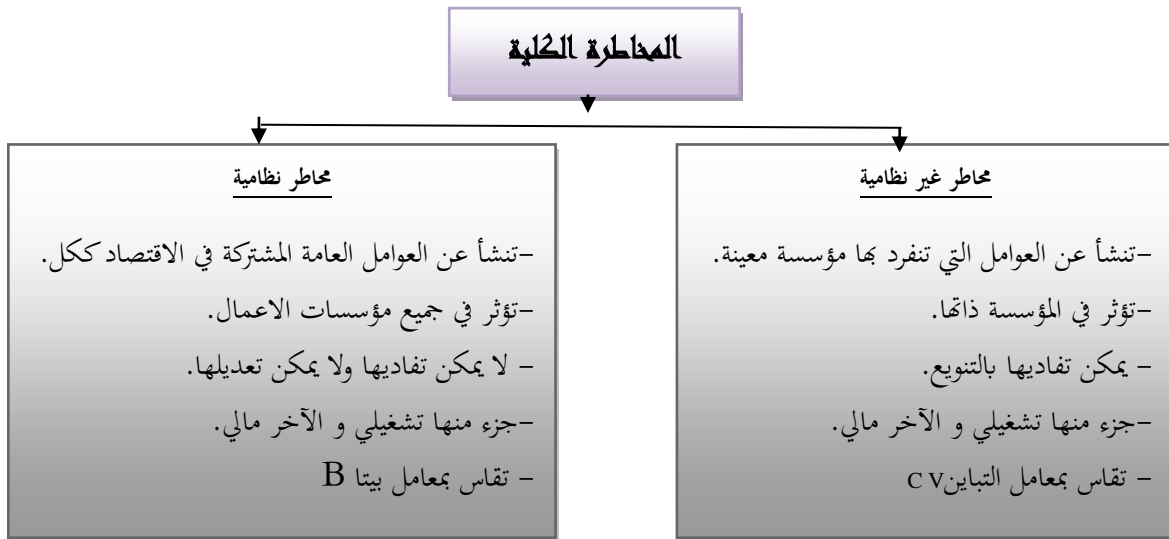 المخاطرة الكلية
مخاطر غير نظامية
-تنشأ عن العوامل التي تنفرد بها مؤسسة معينة.
-تؤثر في المؤسسة ذاتها.
- يمكن تفاديها بالتنويع.
-جزء منها تشغيلي و الآخر مالي.
- تقاس بمعامل التباين c v
مخاطر نظامية
-تنشأ عن العوامل العامة المشتركة في الاقتصاد ككل.
-تؤثر في جميع مؤسسات الاعمال.
- لا يمكن تفاديها ولا يمكن تعديلها.
-جزء منها تشغيلي و الآخر مالي.
- تقاس بمعامل بيتا B